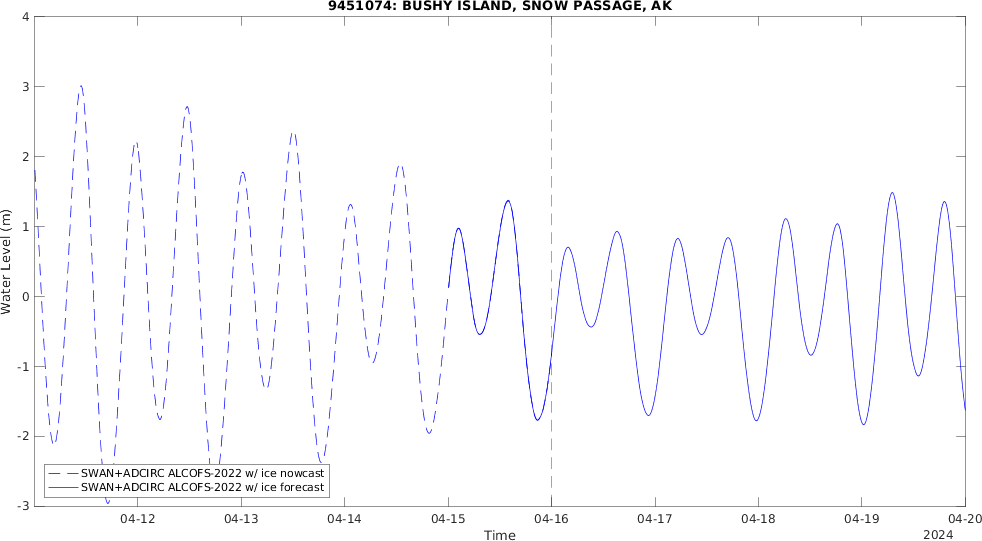 9451074: BUSHY ISLAND, SNOW PASSAGE, AK
4
3
2
1
0
-1
-2
-3
Water Level (m)
SWAN+ADCIRC ALCOFS-2022 w/ ice nowcast
SWAN+ADCIRC ALCOFS-2022 w/ ice forecast
04-12 04-13 04-14 04-15 04-16 04-17 04-18 04-19 04-20
Time
2024